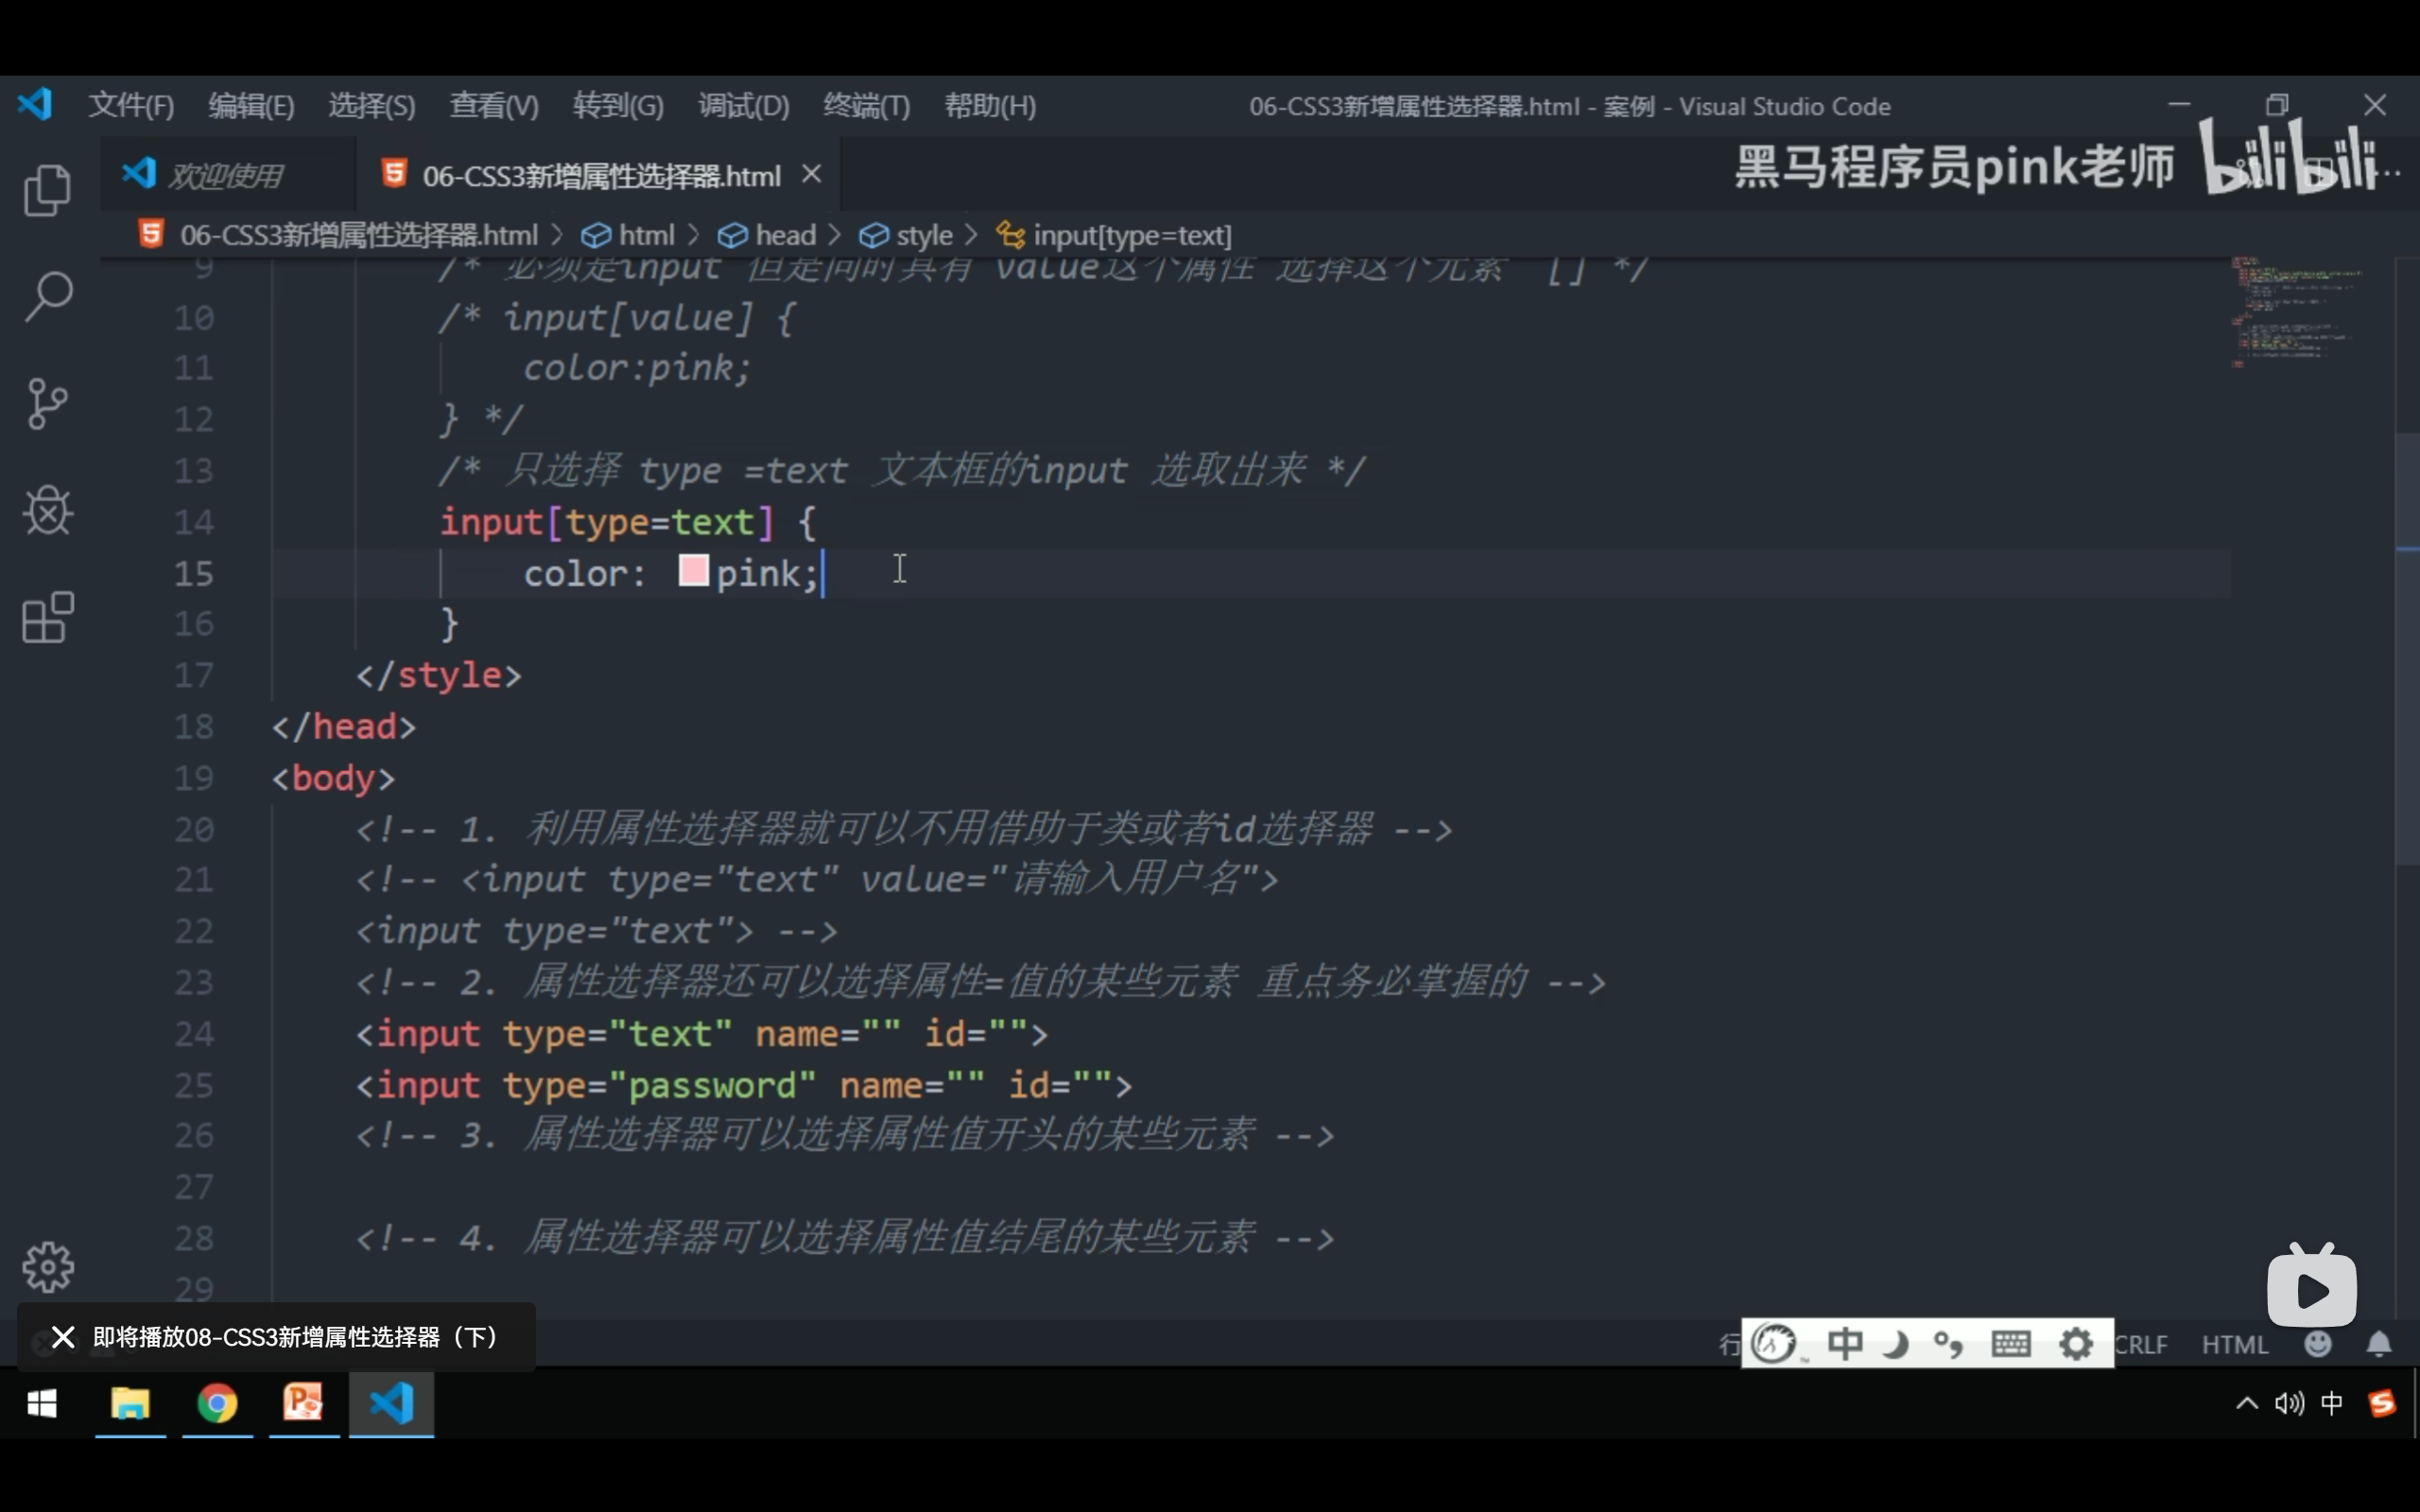 文件(F) 编辑(E) 选择(S) 查看(V) 转到(G) 调试(D) 终端(T) 帮助(H) 06-CSS3新增属性选择器.html - 案例 - Visual Studio Code
欢迎使用 06-CSS3新增属性选择器.html
黑马程序员pink老师 bilibili
06-CSS3新增属性选择器.html > html > head > style > input[type=text]
9 /* 必须是input 但是同时具有 value这个属性 选择这个元素 [] */
10 /* input[value] {
11 color:pink;
12 } */
13 /* 只选择 type =text 文本框的input 选取出来 */
14 input[type=text] {
15 color: pink;
16 }
17 </style>
18 </head>
19 <body>
20 <!-- 1. 利用属性选择器就可以不用借助于类或者id选择器 -->
21 <!-- <input type="text" value="请输入用户名">
22 <input type="text"> -->
23 <!-- 2. 属性选择器还可以选择属性=值的某些元素 重点务必掌握的 -->
24 <input type="text" name="" id="">
25 <input type="password" name="" id="">
26 <!-- 3. 属性选择器可以选择属性值开头的某些元素 -->
27
28 <!-- 4. 属性选择器可以选择属性值结尾的某些元素 -->
29
即将播放08-CSS3新增属性选择器（下）
行 中 CRLF HTML
中